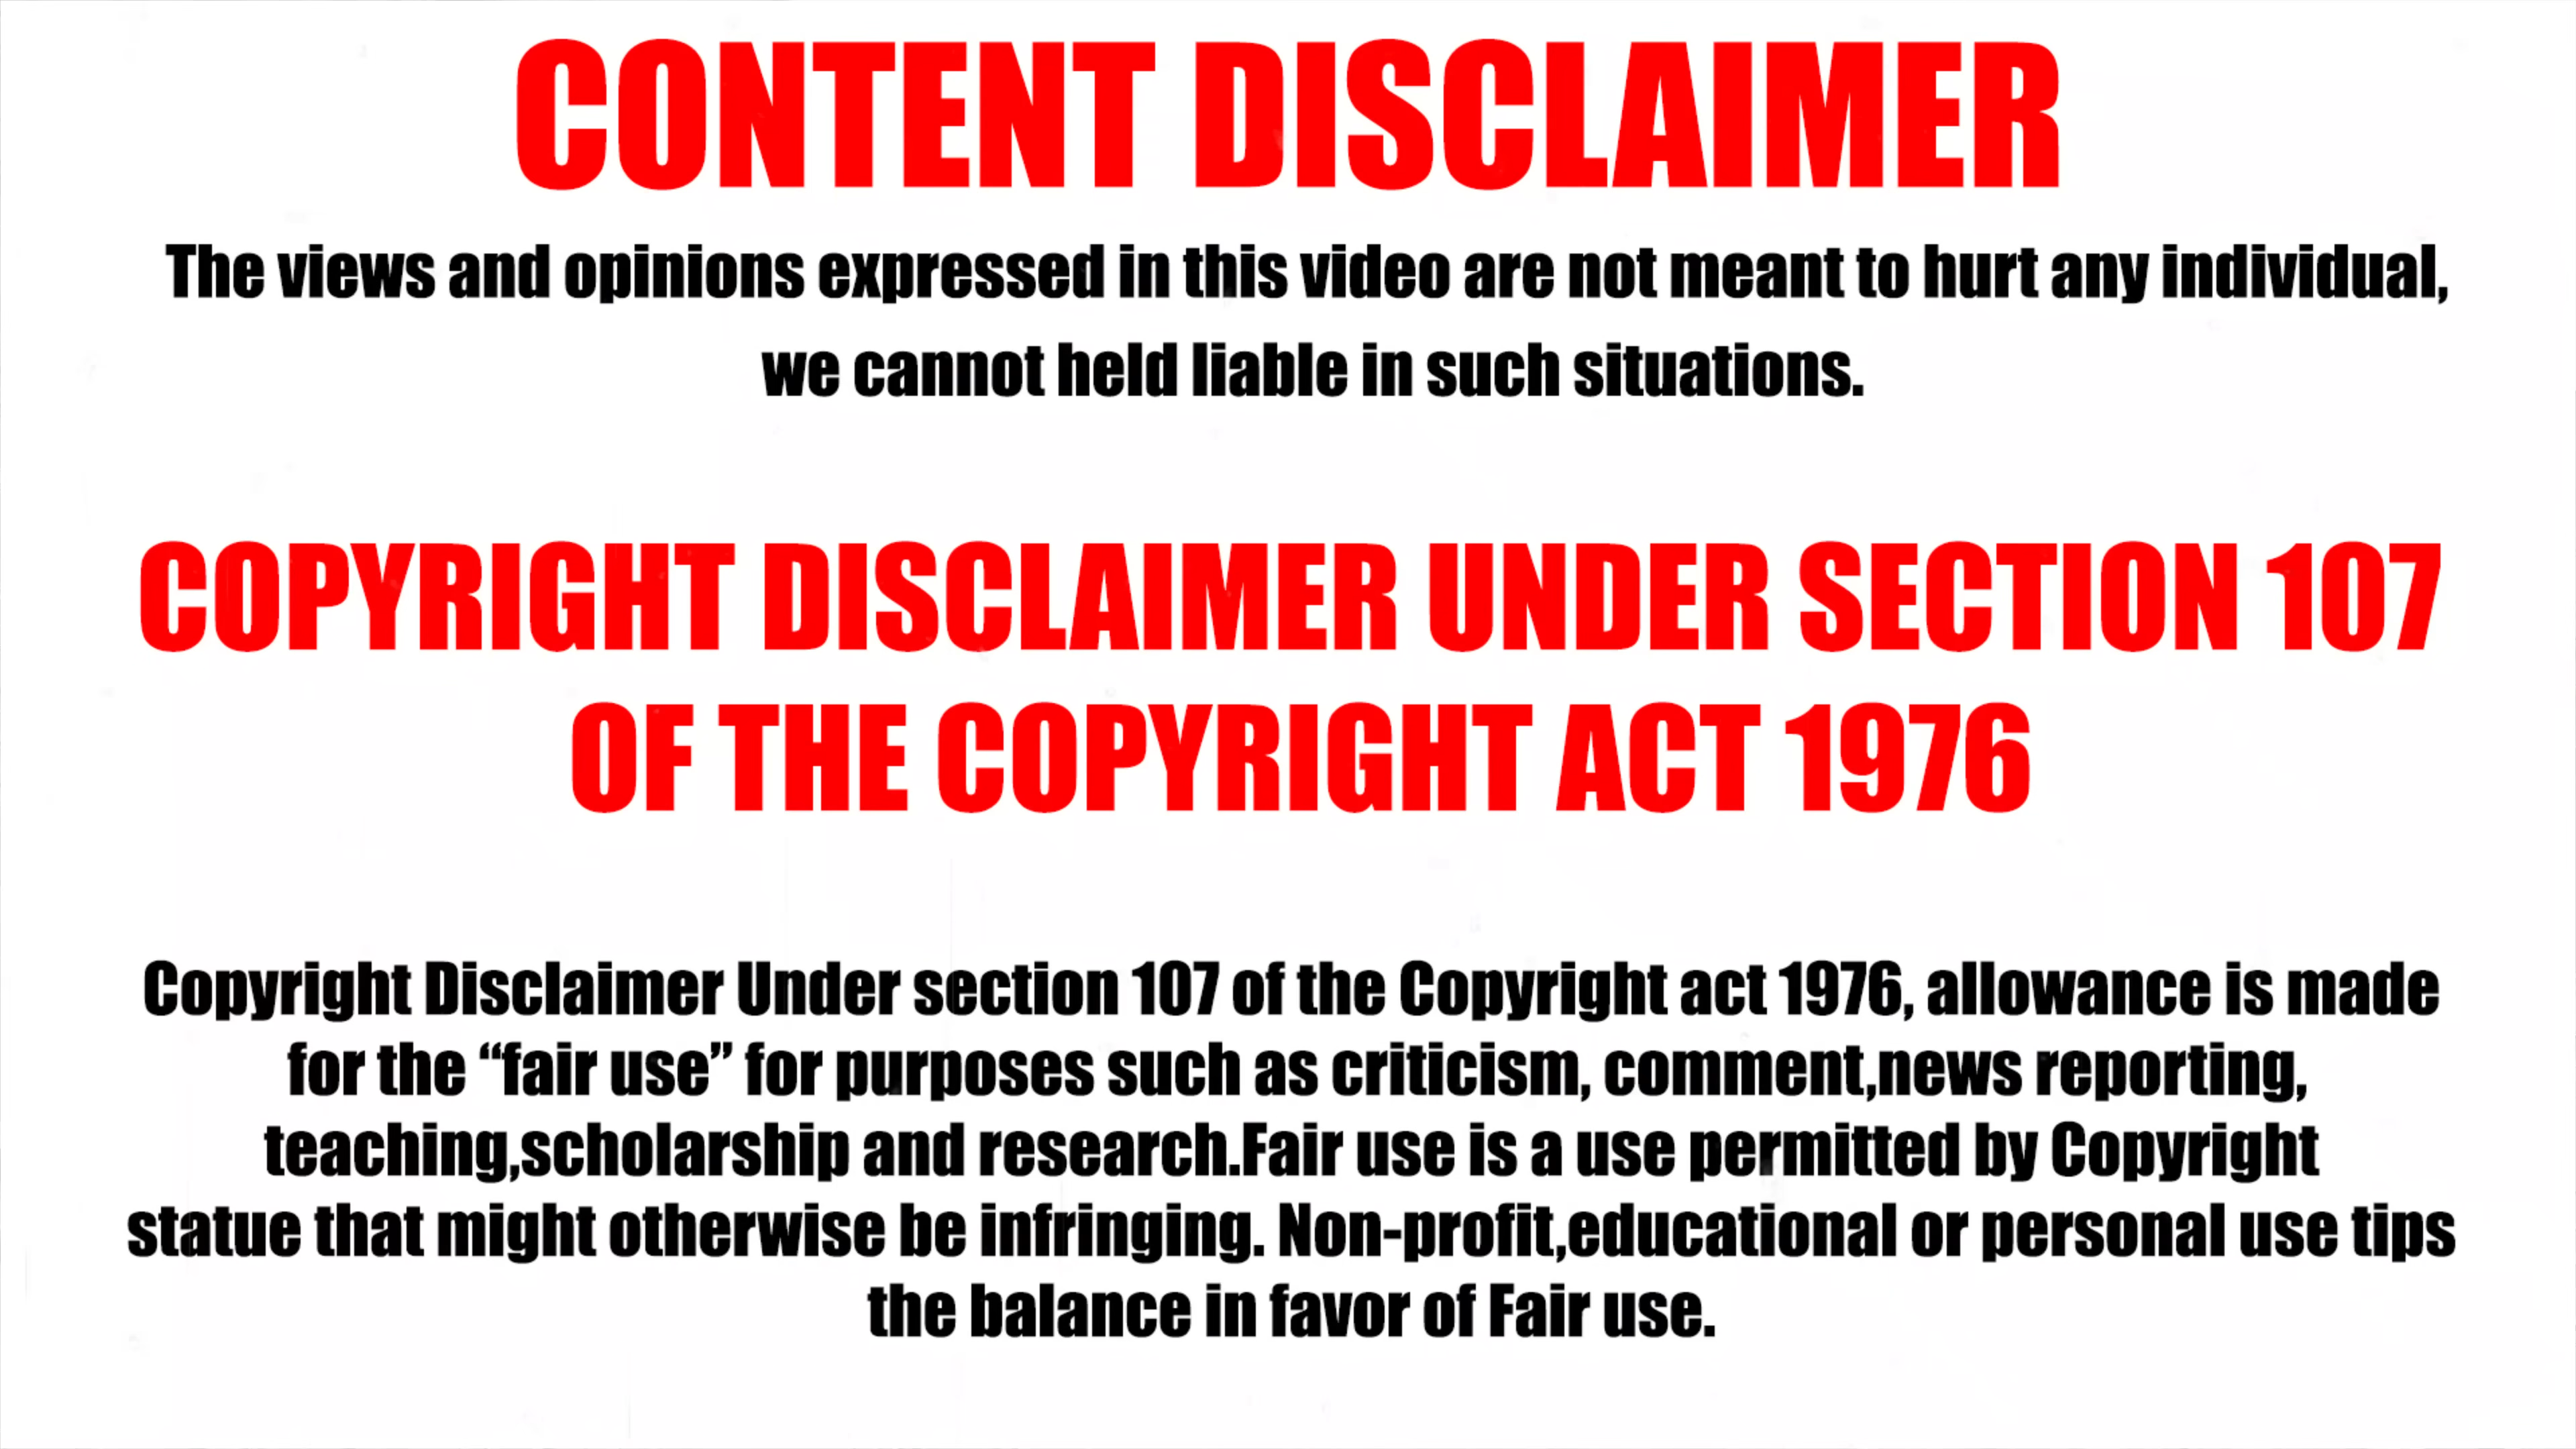 CONTENT DISCLAIMER
The views and opinions expressed in this video are not meant to hurt any individual,
we cannot held liable in such situations.
COPYRIGHT DISCLAIMER UNDER SECTION 107
OF THE COPYRIGHT ACT 1976
Copyright Disclaimer Under section 107 of the Copyright act 1976, allowance is made
for the “fair use” for purposes such as criticism, comment,news reporting,
teaching,scholarship and research.Fair use is a use permitted by Copyright
statue that might otherwise be infringing. Non-profit,educational or personal use tips
the balance in favor of Fair use.